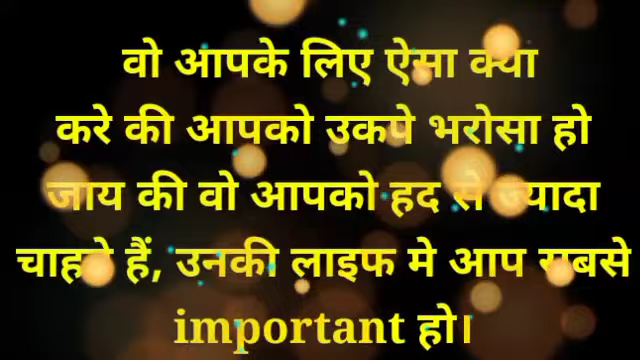 वो आपके लिए ऐसा क्या
करे की आपको उकपे भरोसा हो
जाय की वो आपको हद से ज्यादा
चाहते हैं, उनकी लाइफ मे आप सबसे
important हो।